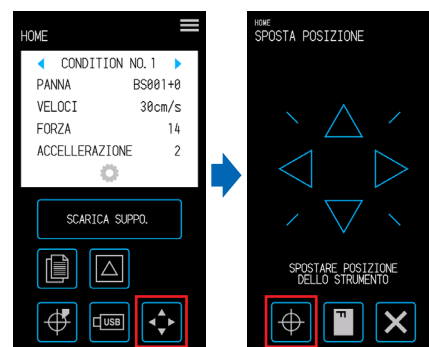 HOME
CONDITION NO.1
PANNA BS001+0
VELOCI 30cm/s
FORZA 14
ACCELLERAZIONE 2
SCARICA SUPPO.
USB
HOME
SPOSTA POSIZIONE
SPOSTARE POSIZIONE
DELLO STRUMENTO